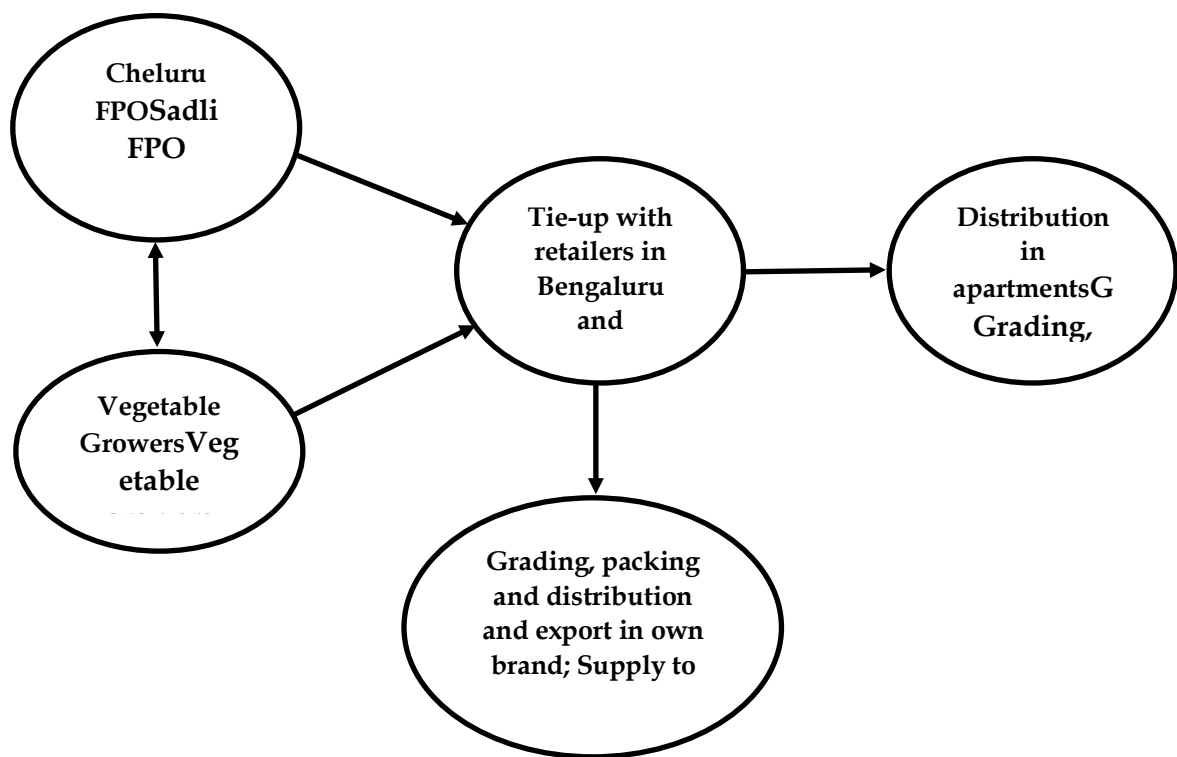 Cheluru
FPOSadli
FPO
Tie-up with
retailers in
Bengaluru
and
Distribution
in
apartmentsG
Grading,
Vegetable
GrowersVeg
etable
Grading, packing
and distribution
and export in own
brand; Supply to